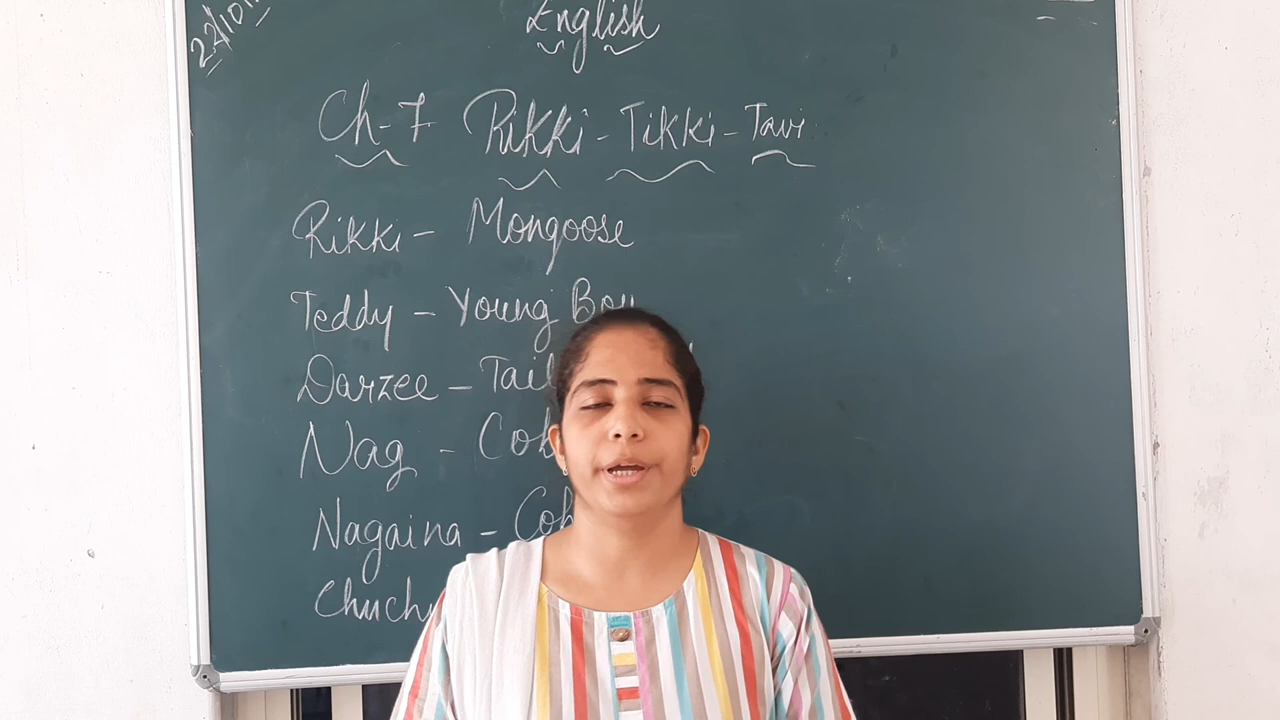 22/10/
English
Ch-7 Rikki-Tikki-Tavi
Rikki - Mongoose
Teddy - Young Boy
Darzee - Tail
Nag - Cob
Nagaina - Cob
Chuchu